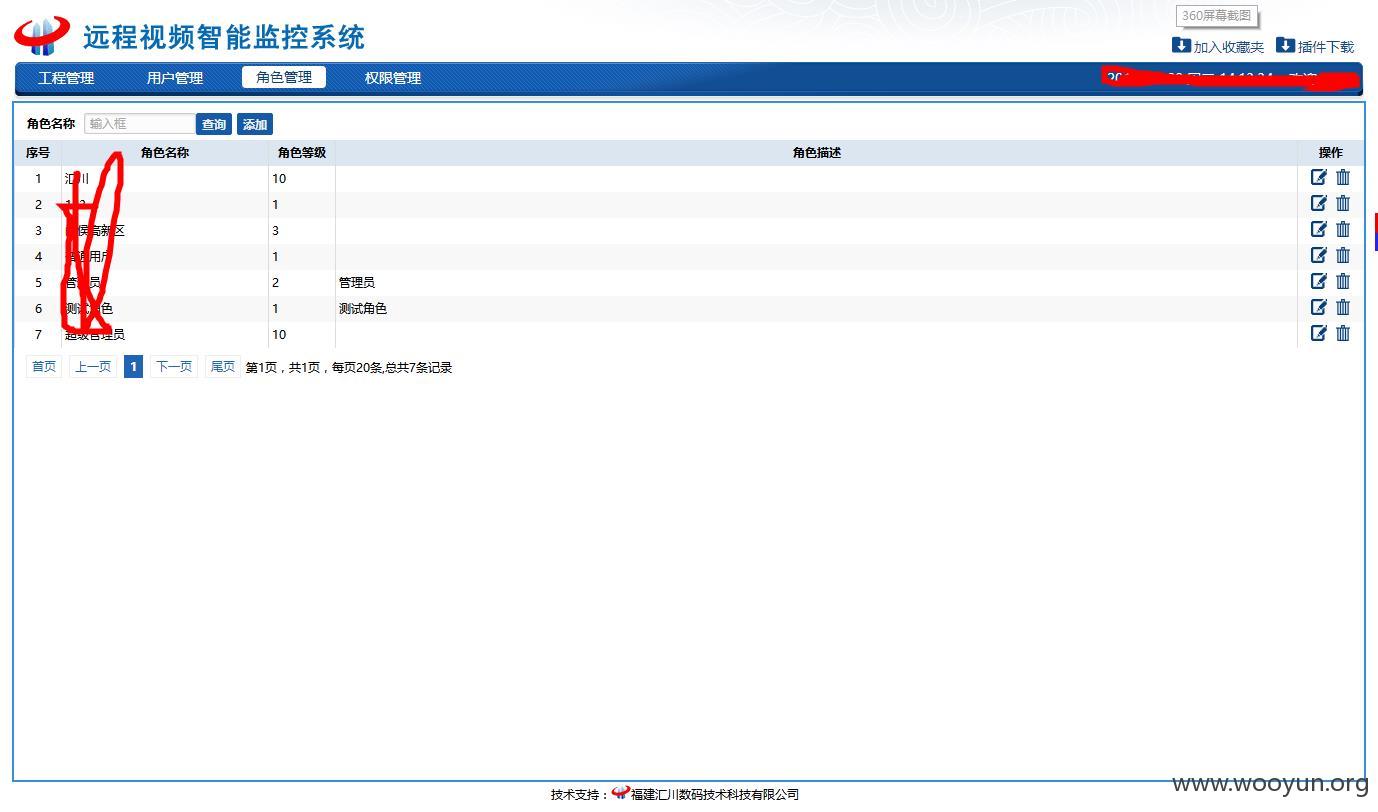 360屏幕截图
远程视频智能监控系统
加入收藏夹 插件下载
工程管理 用户管理 角色管理 权限管理
角色名称 输入框 查询 添加
序号 角色名称 角色等级 角色描述 操作
1 汇川 10
2 1
3 高新区 3
4 用户 1
5 管理员 2 管理员
6 测试角色 1 测试角色
7 超级管理员 10
首页 上一页 1 下一页 尾页 第1页，共1页，每页20条,总共7条记录
技术支持： 福建汇川数码技术科技有限公司
www.wooyun.org